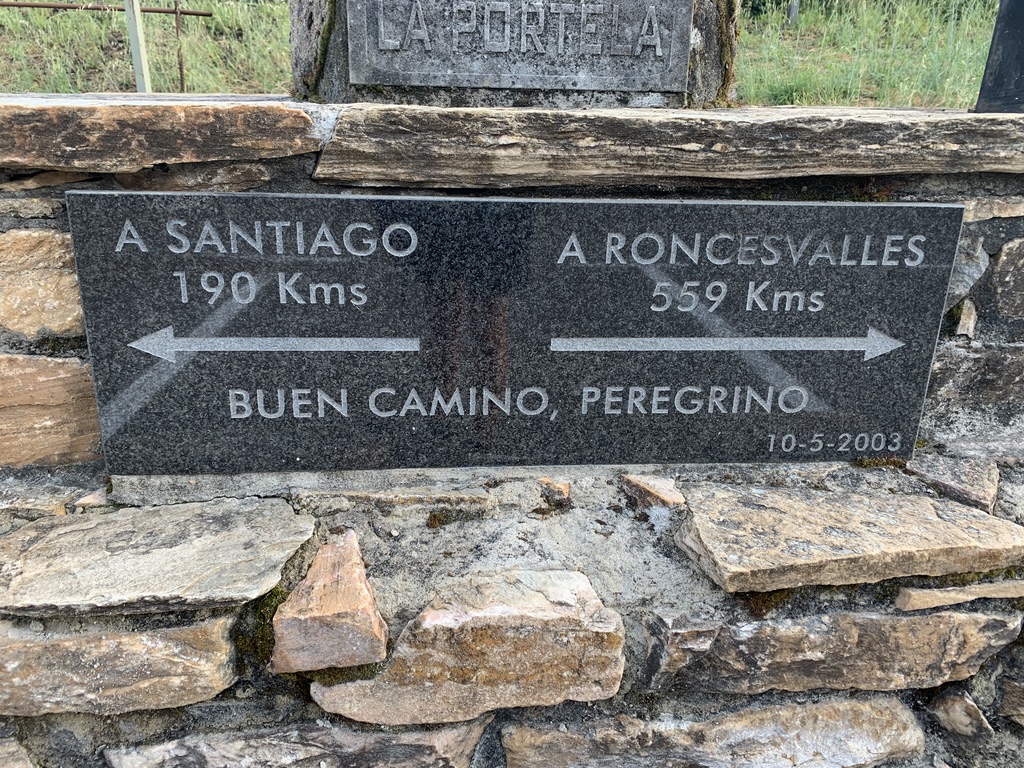 LA PORTELA
A SANTIAGO
190 Kms
A RONCESVALLES
559 Kms
BUEN CAMINO, PEREGRINO
10-5-2003